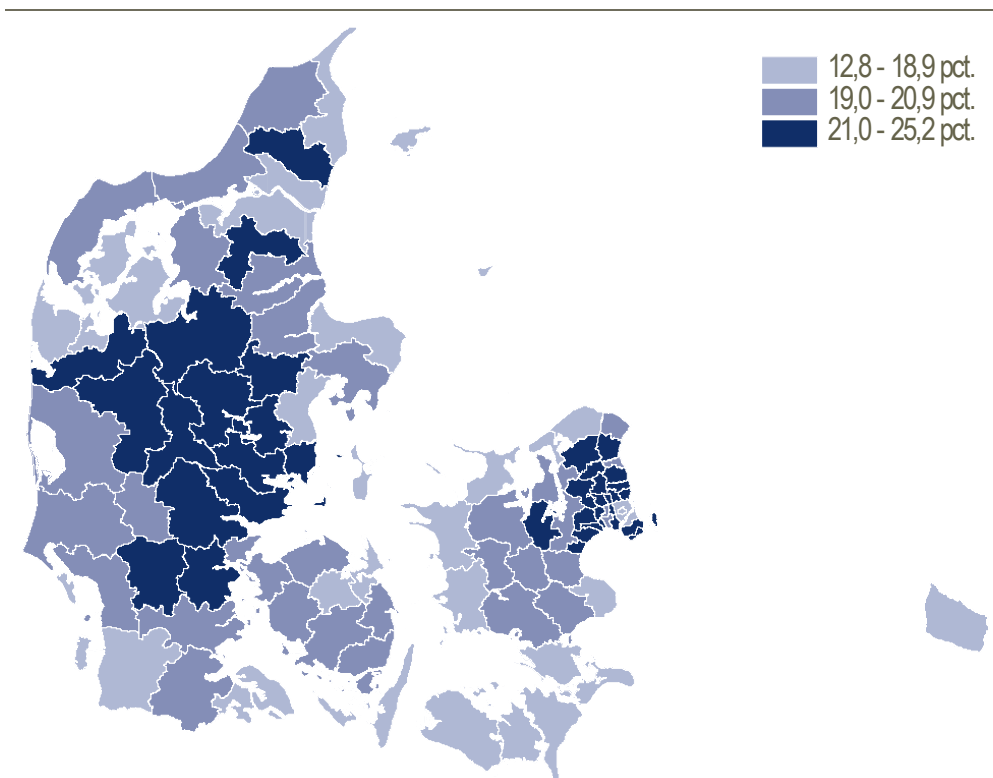 12,8 - 18,9 pct.
19,0 - 20,9 pct.
21,0 - 25,2 pct.